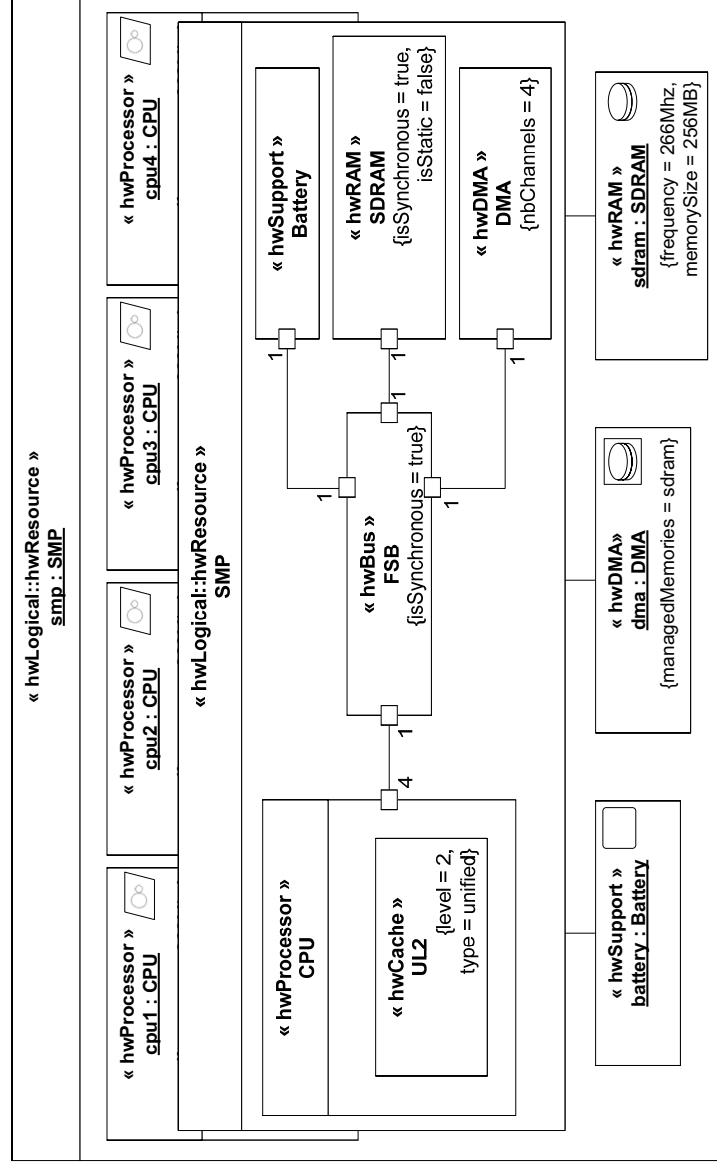 « hwLogical::hwResource »
smp : SMP
« hwProcessor »
cpu1 : CPU
« hwProcessor »
cpu2 : CPU
« hwProcessor »
cpu3 : CPU
« hwProcessor »
cpu4 : CPU
« hwLogical::hwResource »
SMP
« hwProcessor »
CPU
« hwCache »
UL2
{level = 2,
type = unified}
4
1
« hwBus »
FSB
{isSynchronous = true}
1
1
1
1
1
1
« hwSupport »
Battery
« hwRAM »
SDRAM
{isSynchronous = true,
isStatic = false}
« hwDMA »
DMA
{nbChannels = 4}
« hwSupport »
battery : Battery
« hwDMA»
dma : DMA
{managedMemories = sdram}
« hwRAM »
sdram : SDRAM
{frequency = 266Mhz,
memorySize = 256MB}